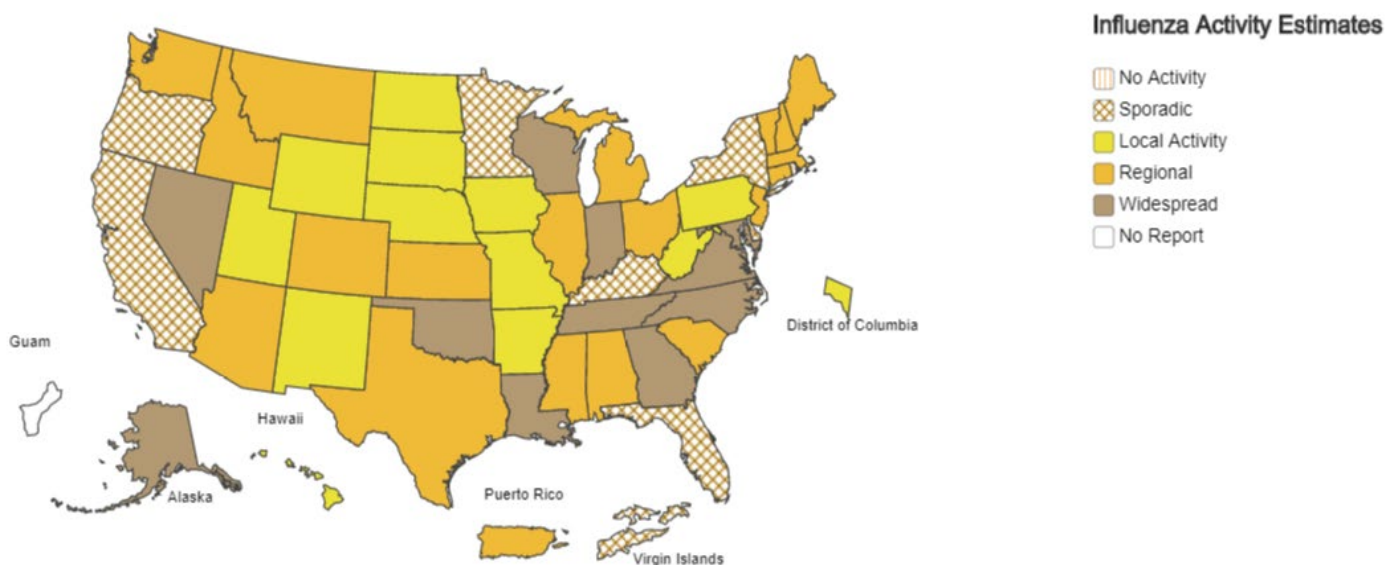 Influenza Activity Estimates
No Activity
Sporadic
Local Activity
Regional
Widespread
No Report
District of Columbia
Guam
Hawaii
Alaska
Puerto Rico
Virgin Islands